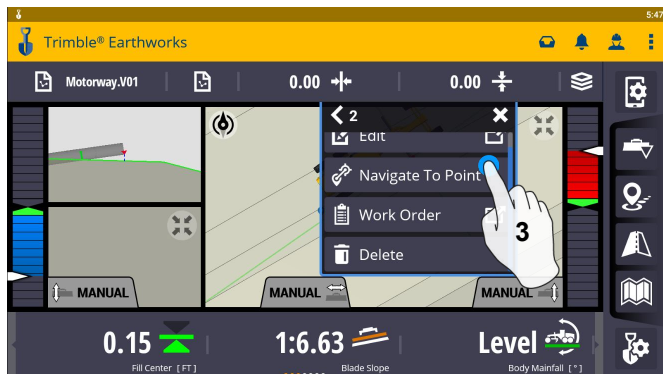 5:47
Trimble® Earthworks
Motorway.V01
0.00
0.00
2
Edit
Navigate To Point
Work Order
Delete
3
MANUAL
MANUAL
MANUAL
0.15
1:6.63
Level
Fill Center [FT]
Blade Slope
Body Mainfall [°]